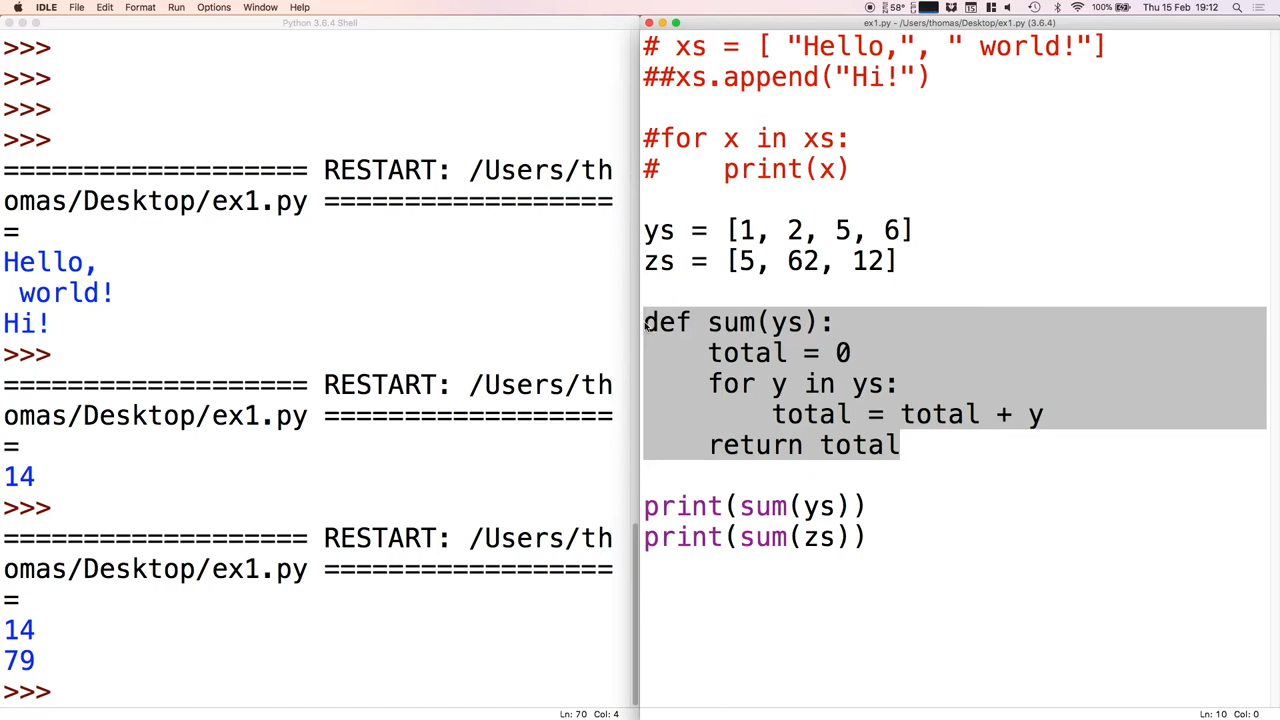 IDLE File Edit Format Run Options Window Help 58° 100% Thu 15 Feb 19:12
Python 3.6.4 Shell
>>>
>>>
>>>
>>>
=================== RESTART: /Users/th
omas/Desktop/ex1.py ===================
=
Hello,
 world!
Hi!
>>>
=================== RESTART: /Users/th
omas/Desktop/ex1.py ===================
=
14
>>>
=================== RESTART: /Users/th
omas/Desktop/ex1.py ===================
=
14
79
>>>
Ln: 70 Col: 4
ex1.py - /Users/thomas/Desktop/ex1.py (3.6.4)
# xs = [ "Hello,", " world!"]
##xs.append("Hi!")
#for x in xs:
#    print(x)
ys = [1, 2, 5, 6]
zs = [5, 62, 12]
def sum(ys):
    total = 0
    for y in ys:
        total = total + y
    return total
print(sum(ys))
print(sum(zs))
Ln: 10 Col: 0